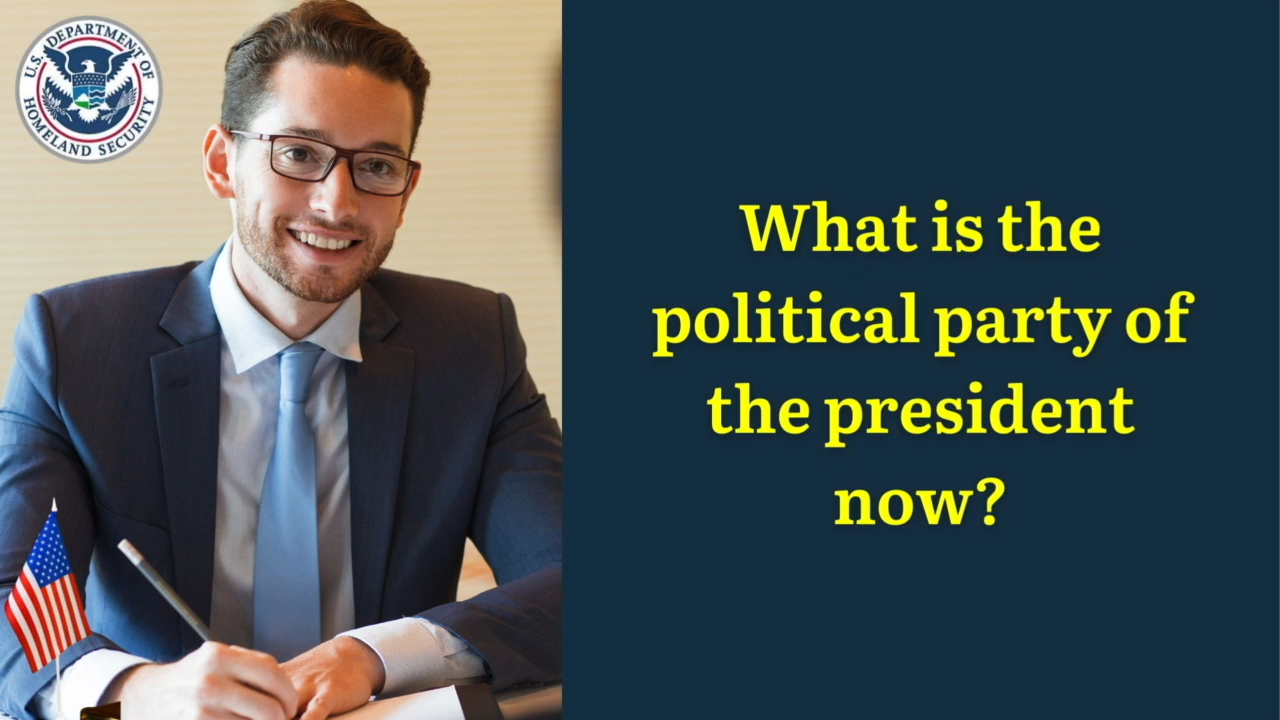 U.S. DEPARTMENT OF
HOMELAND SECURITY
What is the
political party of
the president
now?